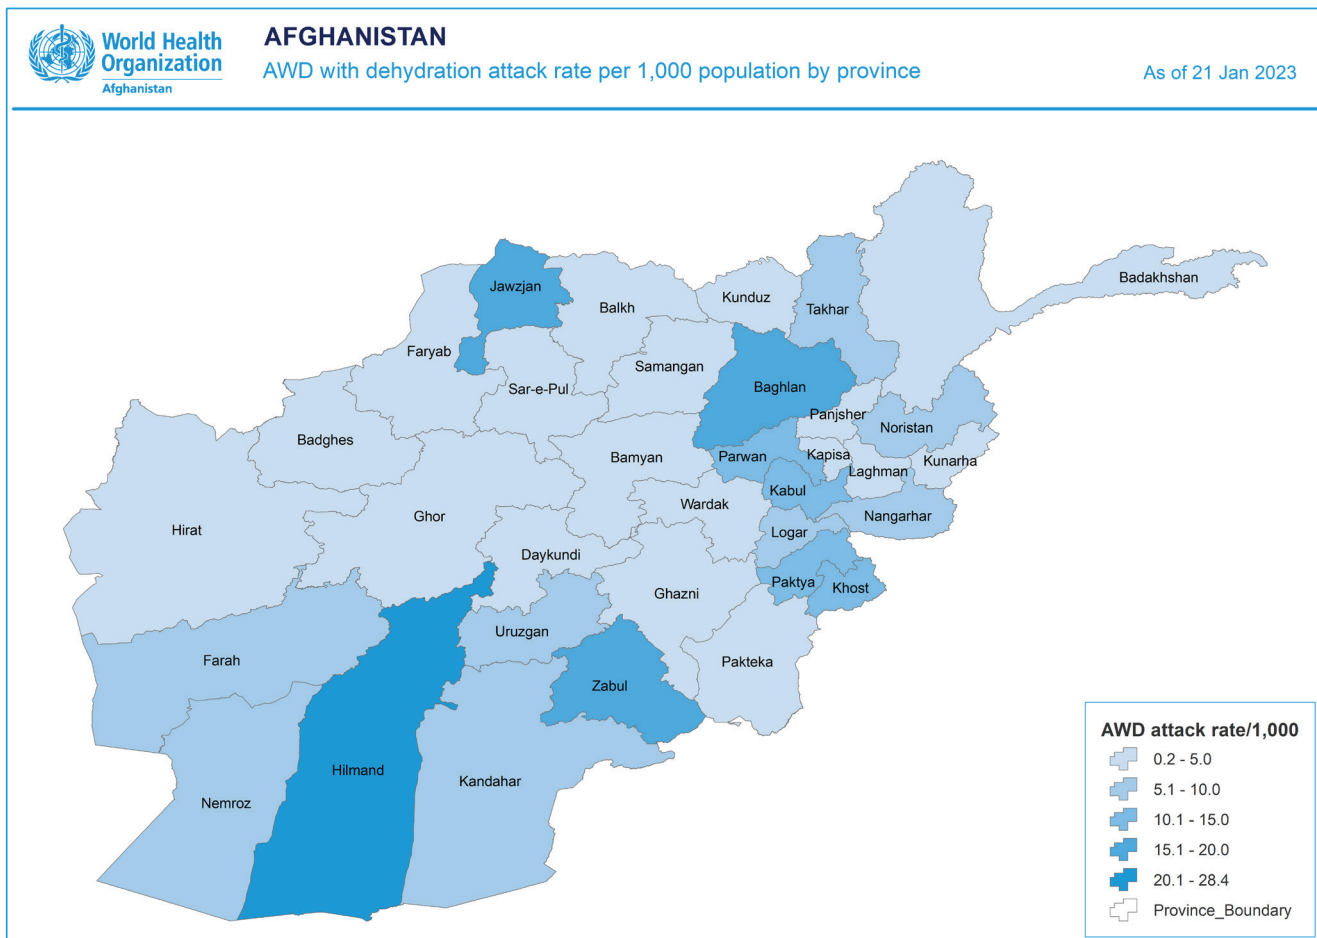 World Health
Organization
Afghanistan
AFGHANISTAN
AWD with dehydration attack rate per 1,000 population by province
As of 21 Jan 2023
Badakhshan
Jawzjan
Kunduz
Balkh
Takhar
Faryab
Samangan
Sar-e-Pul
Baghlan
Panjsher
Noristan
Badghes
Bamyan
Parwan
Kapisa
Kunarha
Laghman
Kabul
Wardak
Ghor
Nangarhar
Hirat
Logar
Daykundi
Paktya
Khost
Ghazni
Uruzgan
Farah
Pakteka
Zabul
Hilmand
Kandahar
Nemroz
AWD attack rate/1,000
0.2 - 5.0
5.1 - 10.0
10.1 - 15.0
15.1 - 20.0
20.1 - 28.4
Province_Boundary